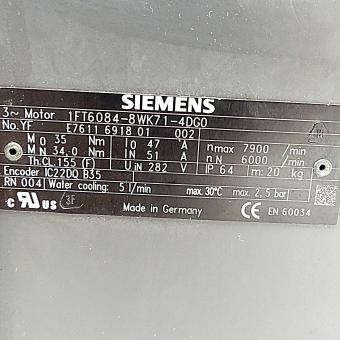 SIEMENS
3~ Motor 1FT6084-8WK71-4DG0
No. YF E7611 6918 01 002
M0 35 Nm I0 47 A nmax 7900 /min
MN 34.0 Nm IN 51 A nN 6000 /min
Th.CL.155 (F) Uin 282 V IP 64 m: 20 kg
Encoder IC22DQ B35
RN 004 Water cooling: 5 l/min max. 30°C max. 2,5 bar
c UR US 3F Made in Germany CE EN 60034